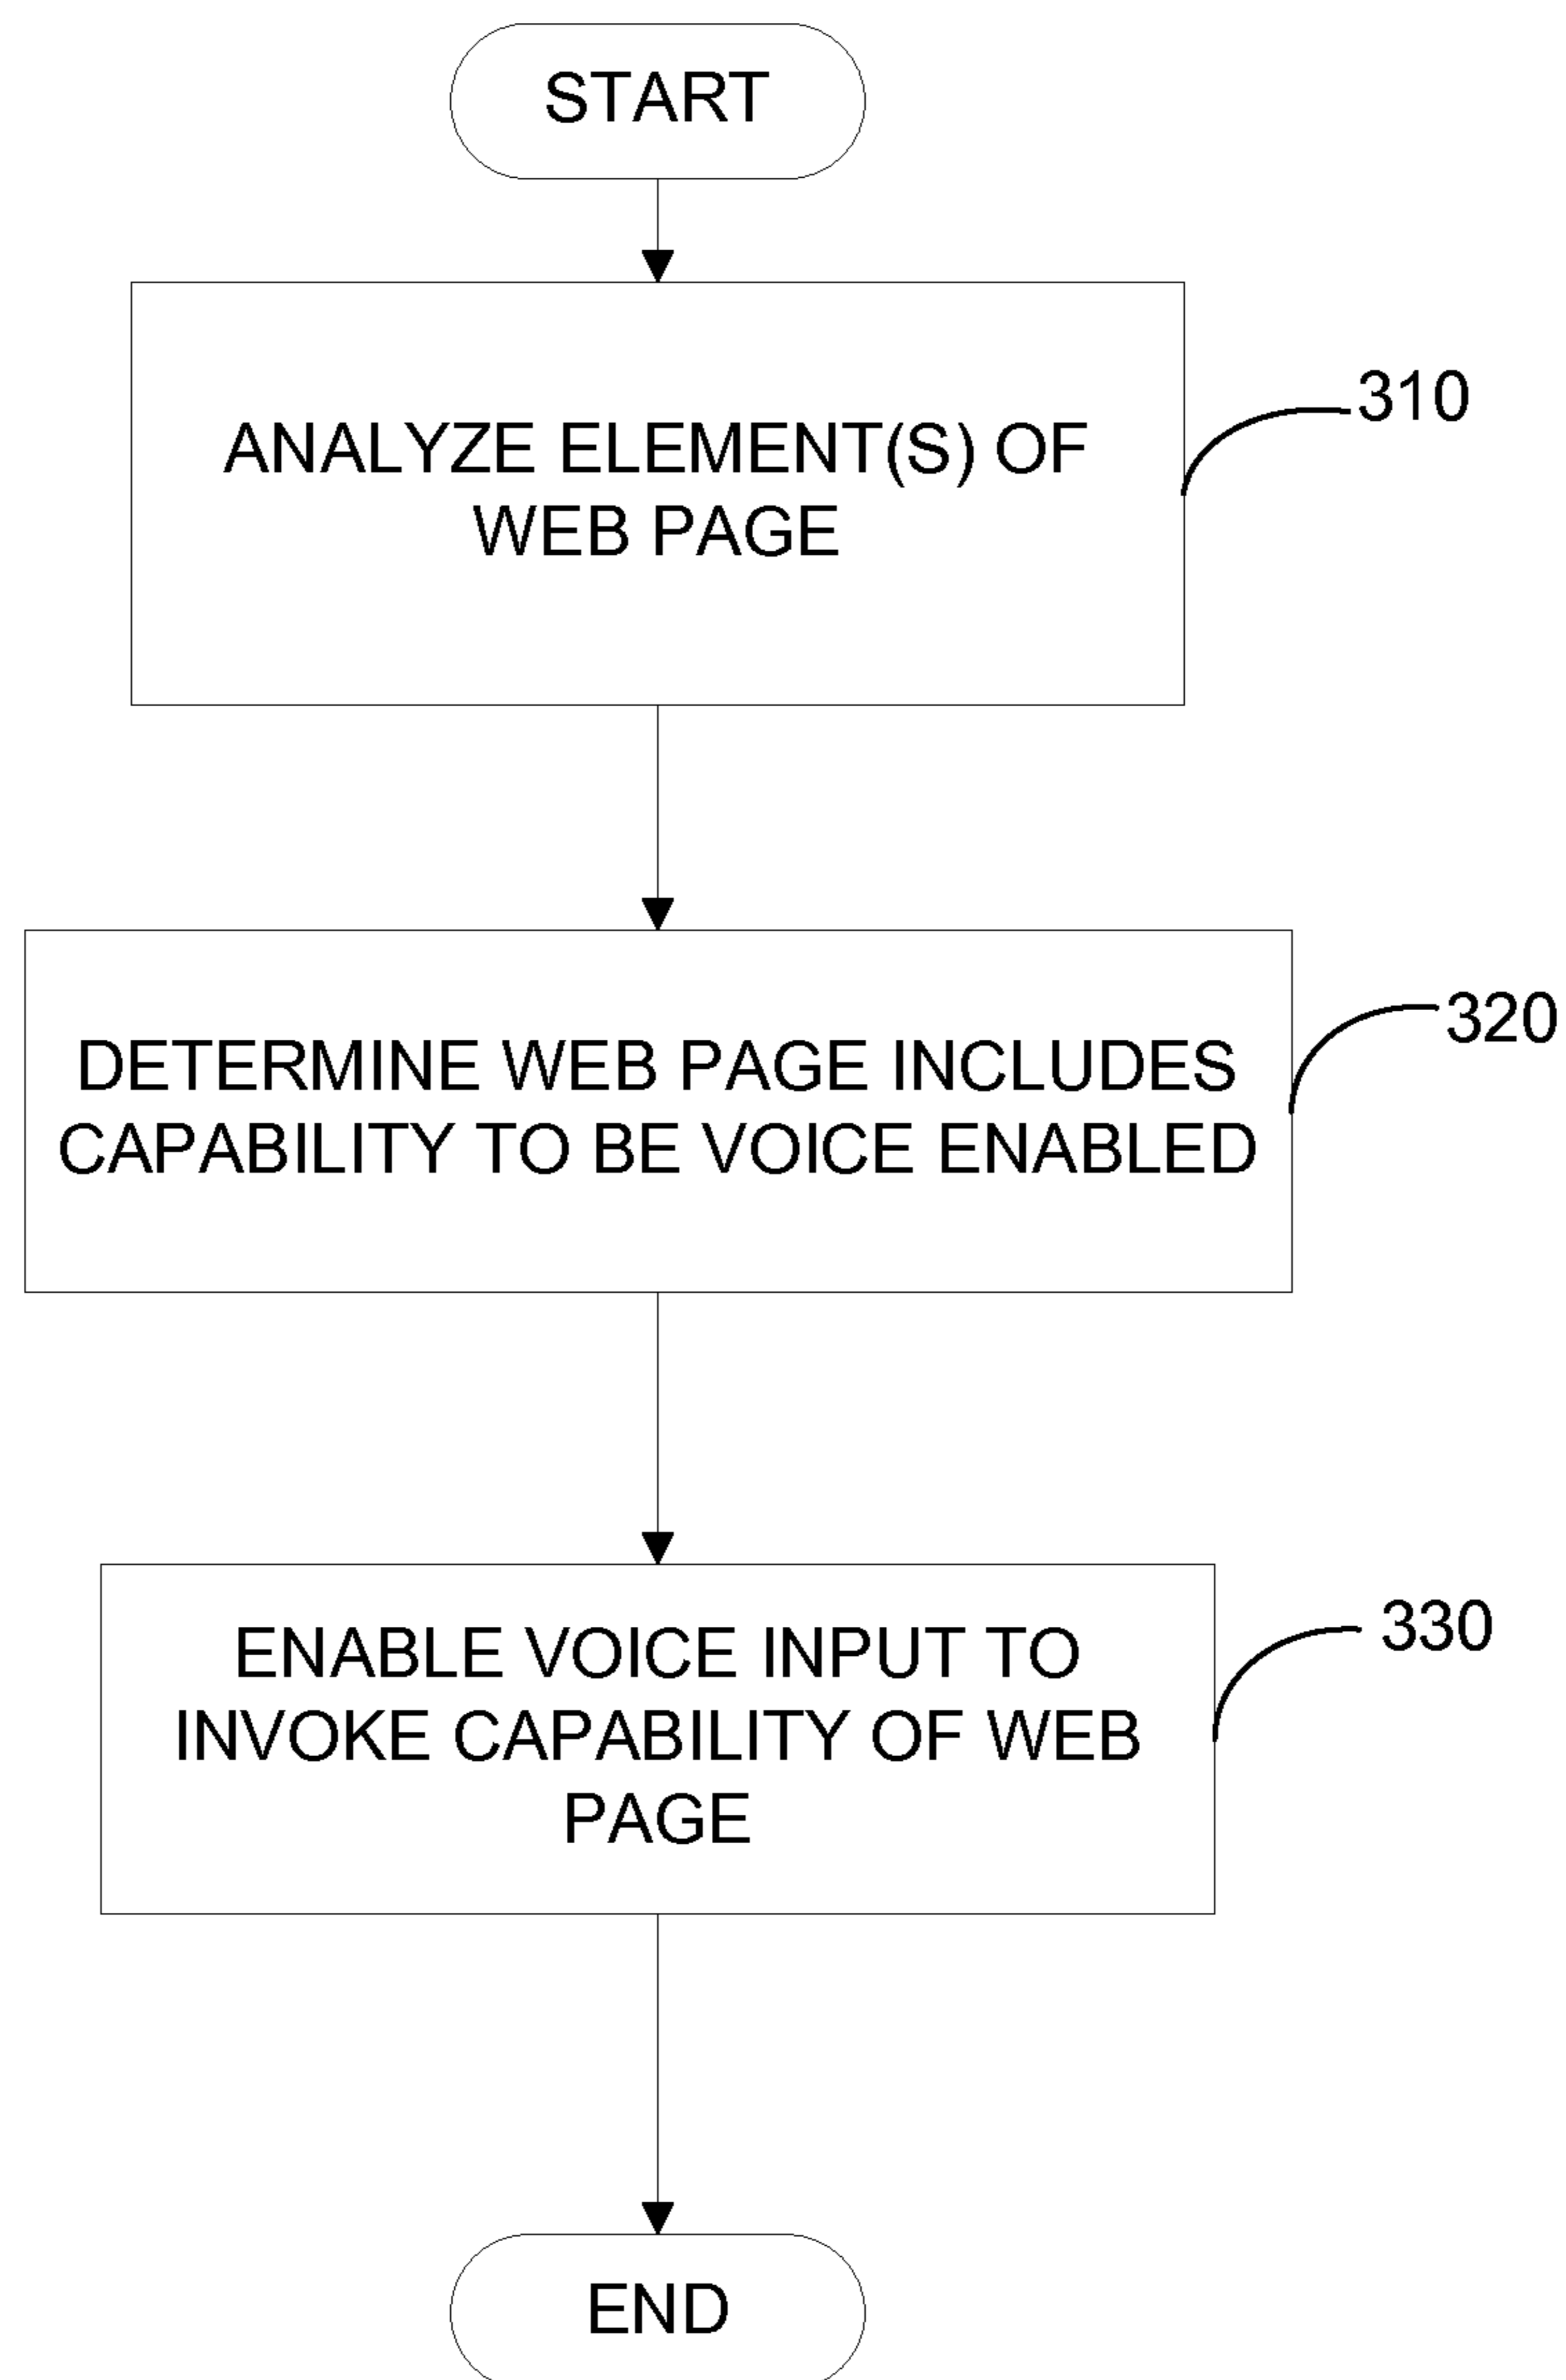 START
ANALYZE ELEMENT(S) OF
WEB PAGE
310
DETERMINE WEB PAGE INCLUDES
CAPABILITY TO BE VOICE ENABLED
320
ENABLE VOICE INPUT TO
INVOKE CAPABILITY OF WEB
PAGE
330
END